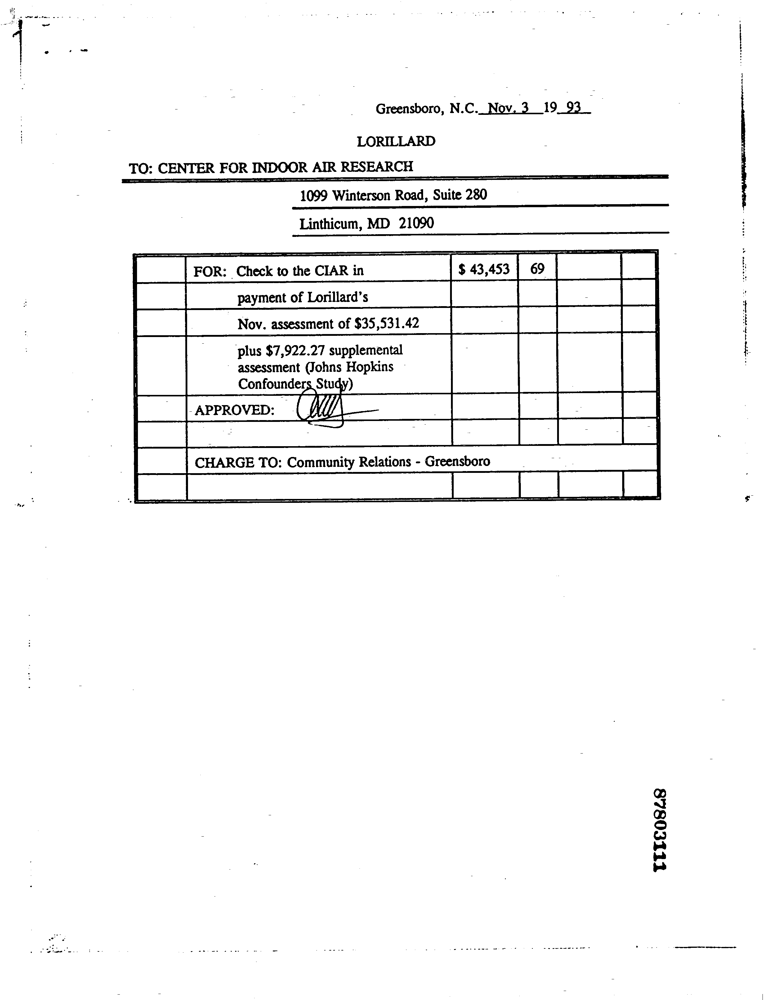 Greensboro, N.C. Nov. 3 19 93
LORILLARD
TO: CENTER FOR INDOOR AIR RESEARCH
1099 Winterson Road, Suite 280
Linthicum, MD 21090
FOR: Check to the CIAR in $ 43,453 69
payment of Lorillard's
Nov. assessment of $35,531.42
plus $7,922.27 supplemental
assessment (Johns Hopkins
Confounders Study)
APPROVED:
CHARGE TO: Community Relations - Greensboro
87803111